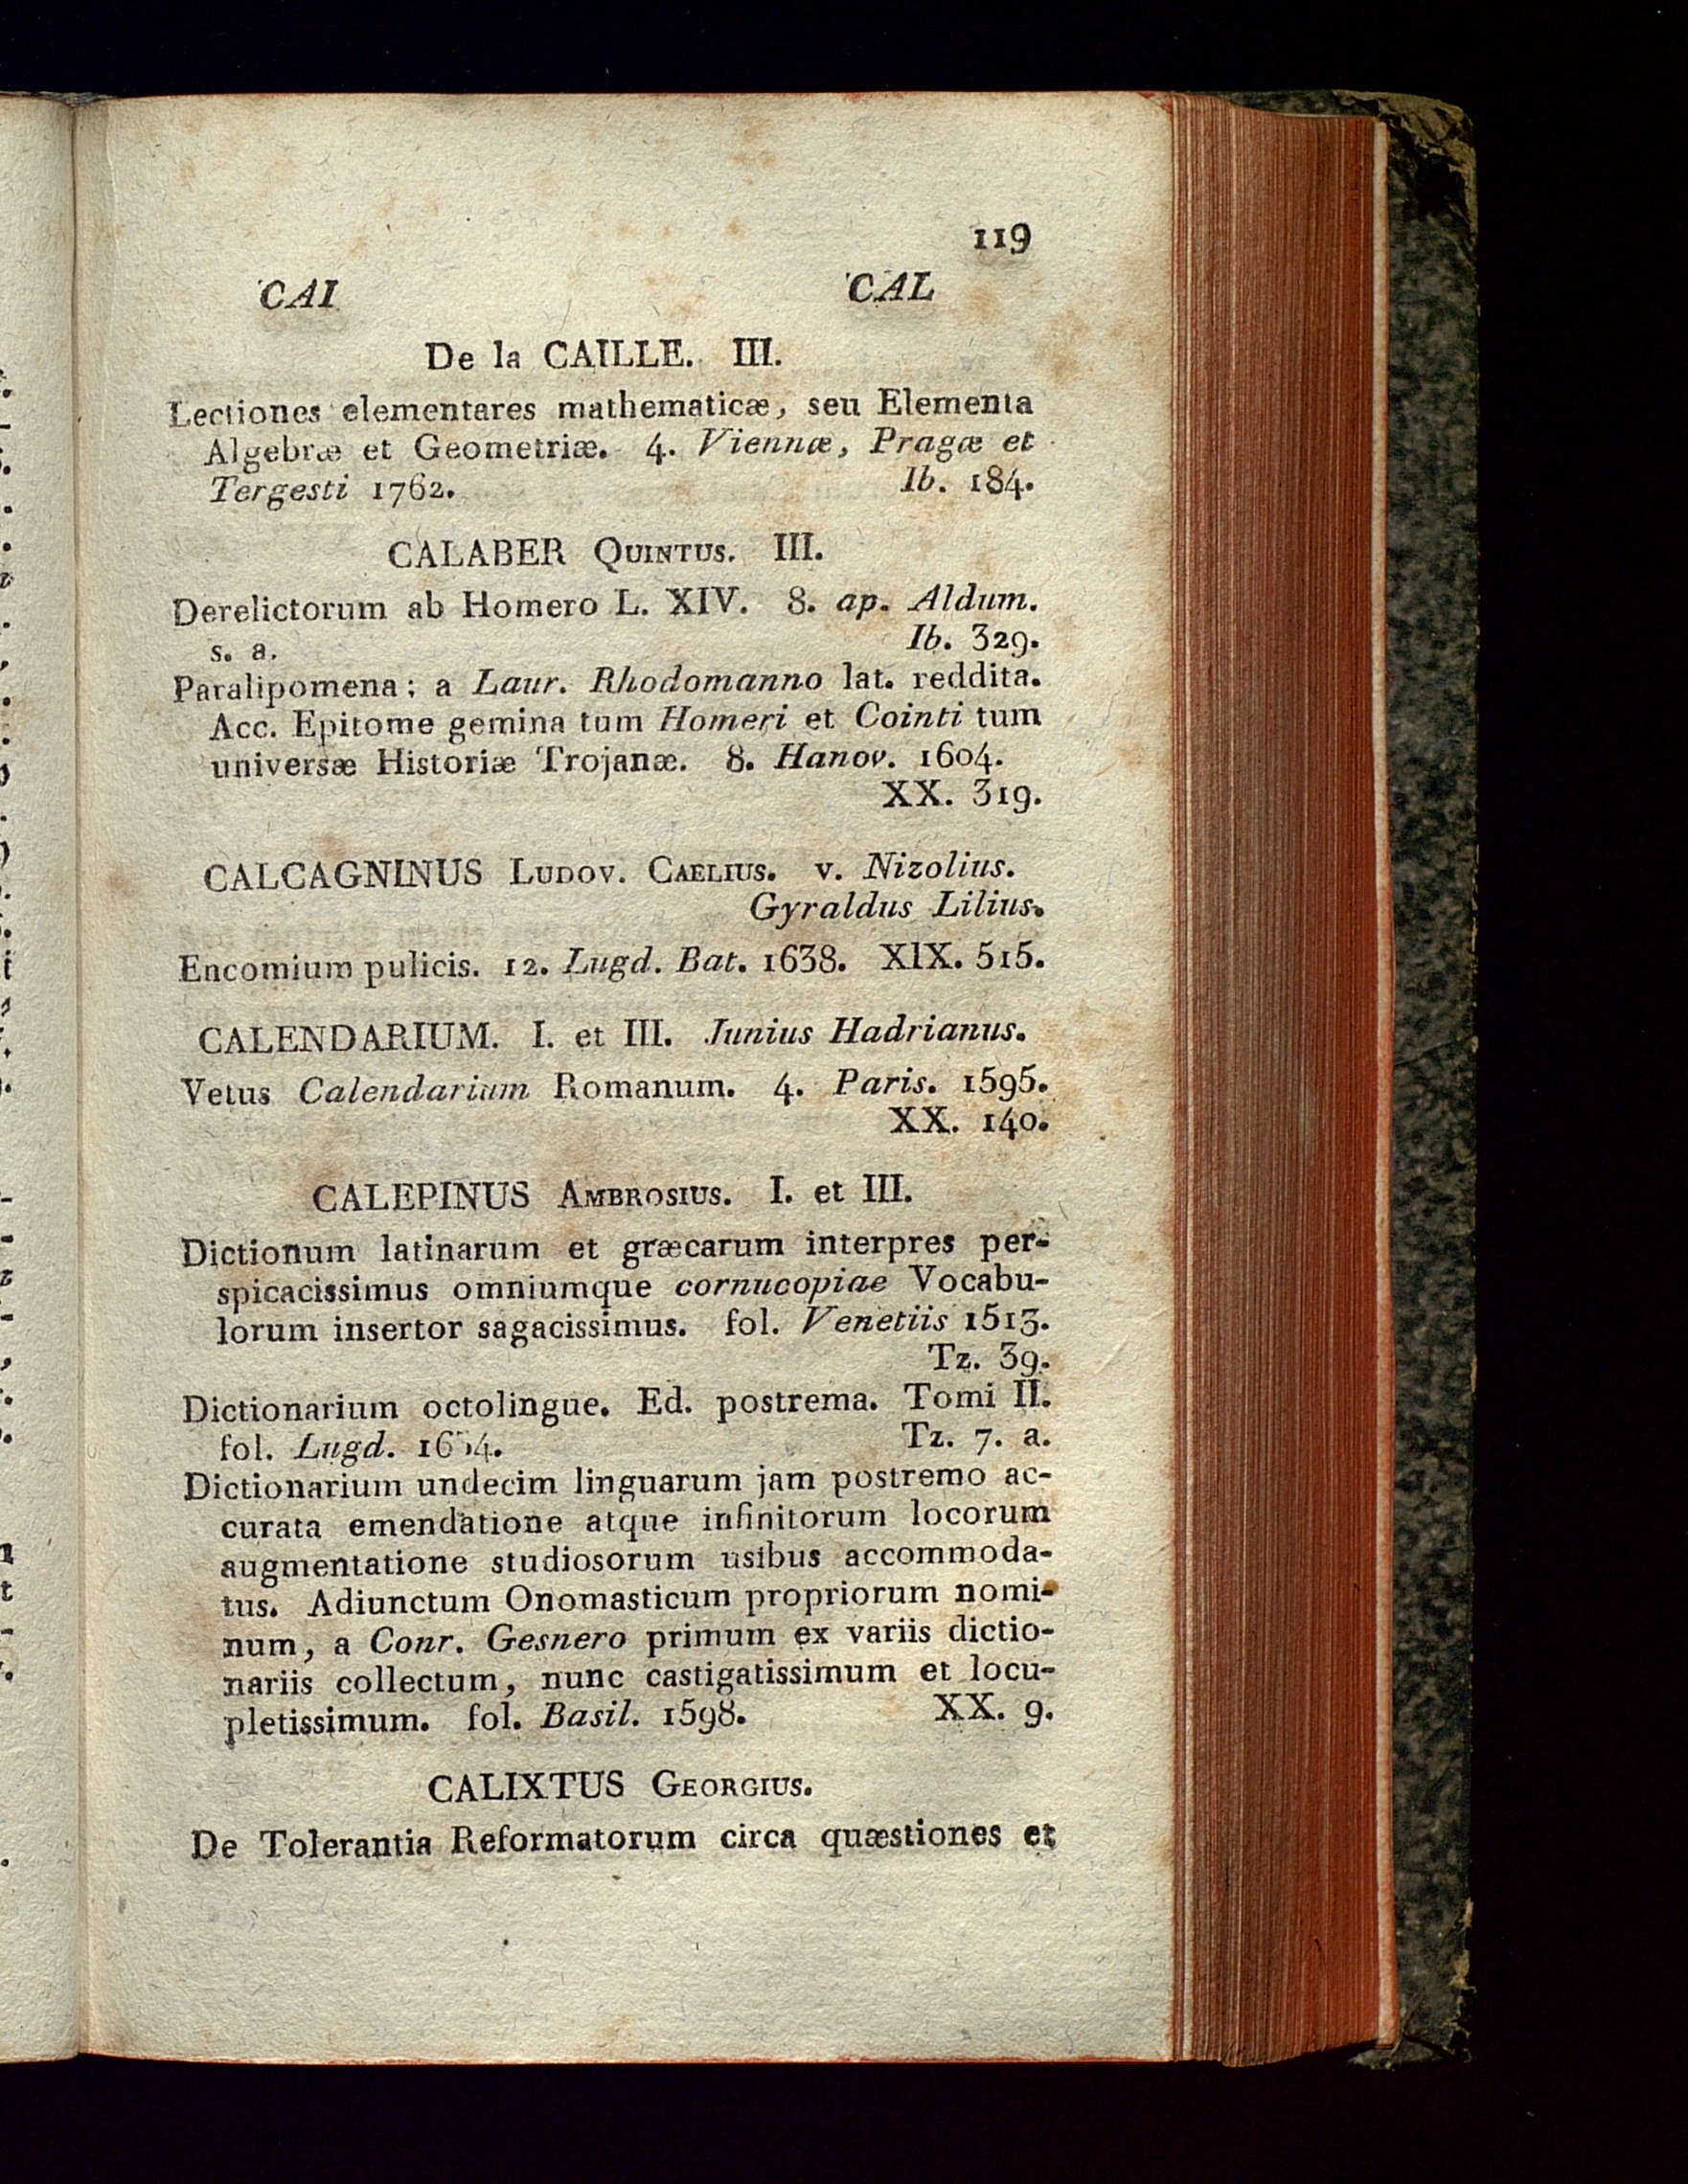 119
CAI CAL
De la CAILLE. III.
Lectiones elementares mathematicæ, seu Elementa
Algebræ et Geometriæ. 4. Viennæ, Pragæ et
Tergesti 1762. Ib. 184.
CALABER QUINTUS. III.
Derelictorum ab Homero L. XIV. 8. ap. Aldum.
s. a. Ib. 329.
Paralipomena; a Laur. Rhodomanno lat. reddita.
Acc. Epitome gemina tum Homeri et Cointi tum
universæ Historiæ Trojanæ. 8. Hanov. 1604.
XX. 319.
CALCAGNINUS LUDOV. CAELIUS. v. Nizolius.
Gyraldus Lilius.
Encomium pulicis. 12. Lugd. Bat. 1638. XIX. 515.
CALENDARIUM. I. et III. Junius Hadrianus.
Vetus Calendarium Romanum. 4. Paris. 1595.
XX. 140.
CALEPINUS AMBROSIUS. I. et III.
Dictionum latinarum et græcarum interpres per-
spicacissimus omniumque cornucopiae Vocabu-
lorum insertor sagacissimus. fol. Venetiis 1513.
Tz. 39.
Dictionarium octolingue. Ed. postrema. Tomi II.
fol. Lugd. Tz. 7. a.
Dictionarium undecim linguarum jam postremo ac-
curata emendatione atque infinitorum locorum
augmentatione studiosorum usibus accommoda-
tus. Adiunctum Onomasticum propriorum nomi-
num, a Conr. Gesnero primum ex variis dictio-
nariis collectum, nunc castigatissimum et locu-
pletissimum. fol. Basil. 1598. XX. 9.
CALIXTUS GEORGIUS.
De Tolerantia Reformatorum circa quæstiones et